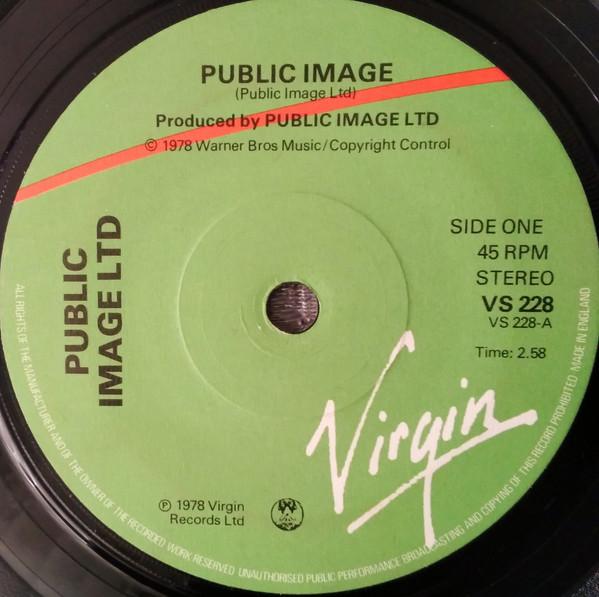 PUBLIC IMAGE
(Public Image Ltd)
Produced by PUBLIC IMAGE LTD
© 1978 Warner Bros Music/Copyright Control
PUBLIC
IMAGE LTD
SIDE ONE
45 RPM
STEREO
VS 228
VS 228-A
Time: 2.58
Virgin
℗ 1978 Virgin
Records Ltd
ALL RIGHTS OF THE MANUFACTURER AND OF THE OWNER OF THE RECORDED WORK RESERVED UNAUTHORISED PUBLIC PERFORMANCE BROADCASTING AND COPYING OF THIS RECORD PROHIBITED MADE IN ENGLAND